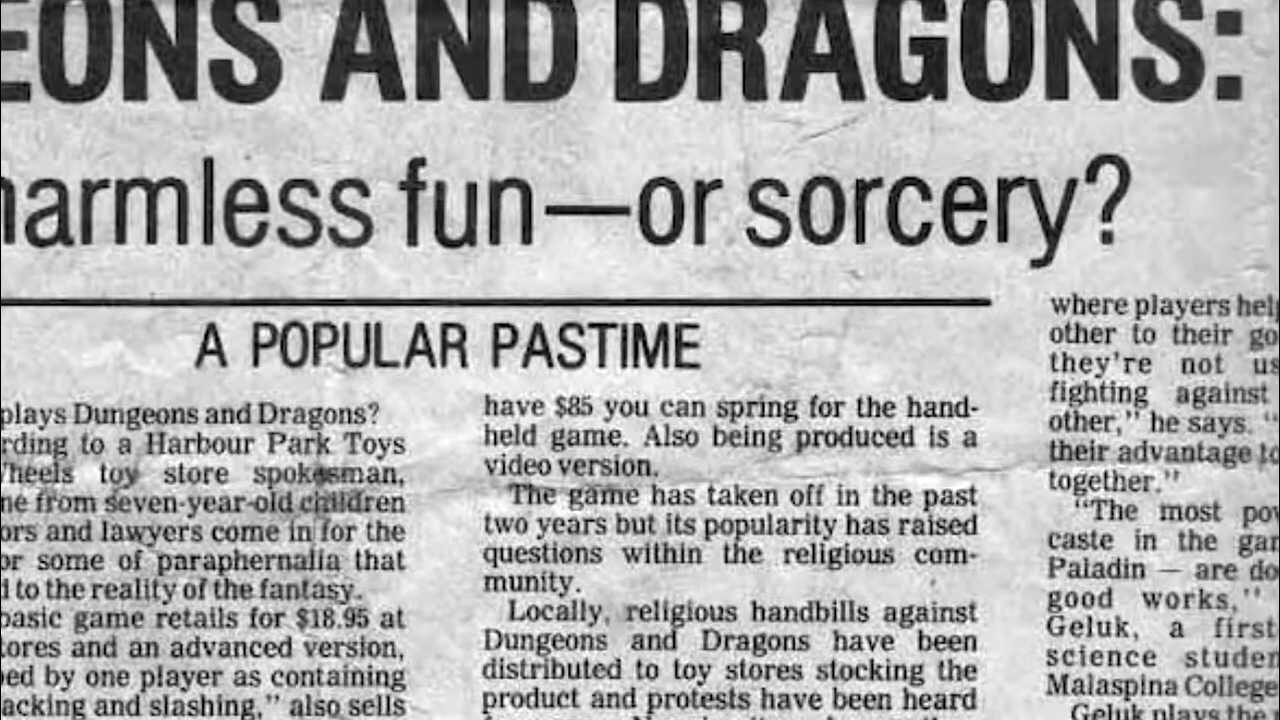 EONS AND DRAGONS:
harmless fun—or sorcery?
A POPULAR PASTIME
plays Dungeons and Dragons?
rding to a Harbour Park Toys
Wheels toy store spokesman,
ne from seven-year-old children
ors and lawyers come in for the
or some of paraphernalia that
d to the reality of the fantasy.
basic game retails for $18.95 at
tores and an advanced version,
bed by one player as containing
acking and slashing," also sells
have $85 you can spring for the hand-
held game. Also being produced is a
video version.
The game has taken off in the past
two years but its popularity has raised
questions within the religious com-
munity.
Locally, religious handbills against
Dungeons and Dragons have been
distributed to toy stores stocking the
product and protests have been heard
where players hel
other to their go
they're not us
fighting against
other," he says. "
their advantage to
together."
"The most pow
caste in the gam
Paladin — are do
good works,"
Geluk, a first
science studen
Malaspina College
Geluk plays the